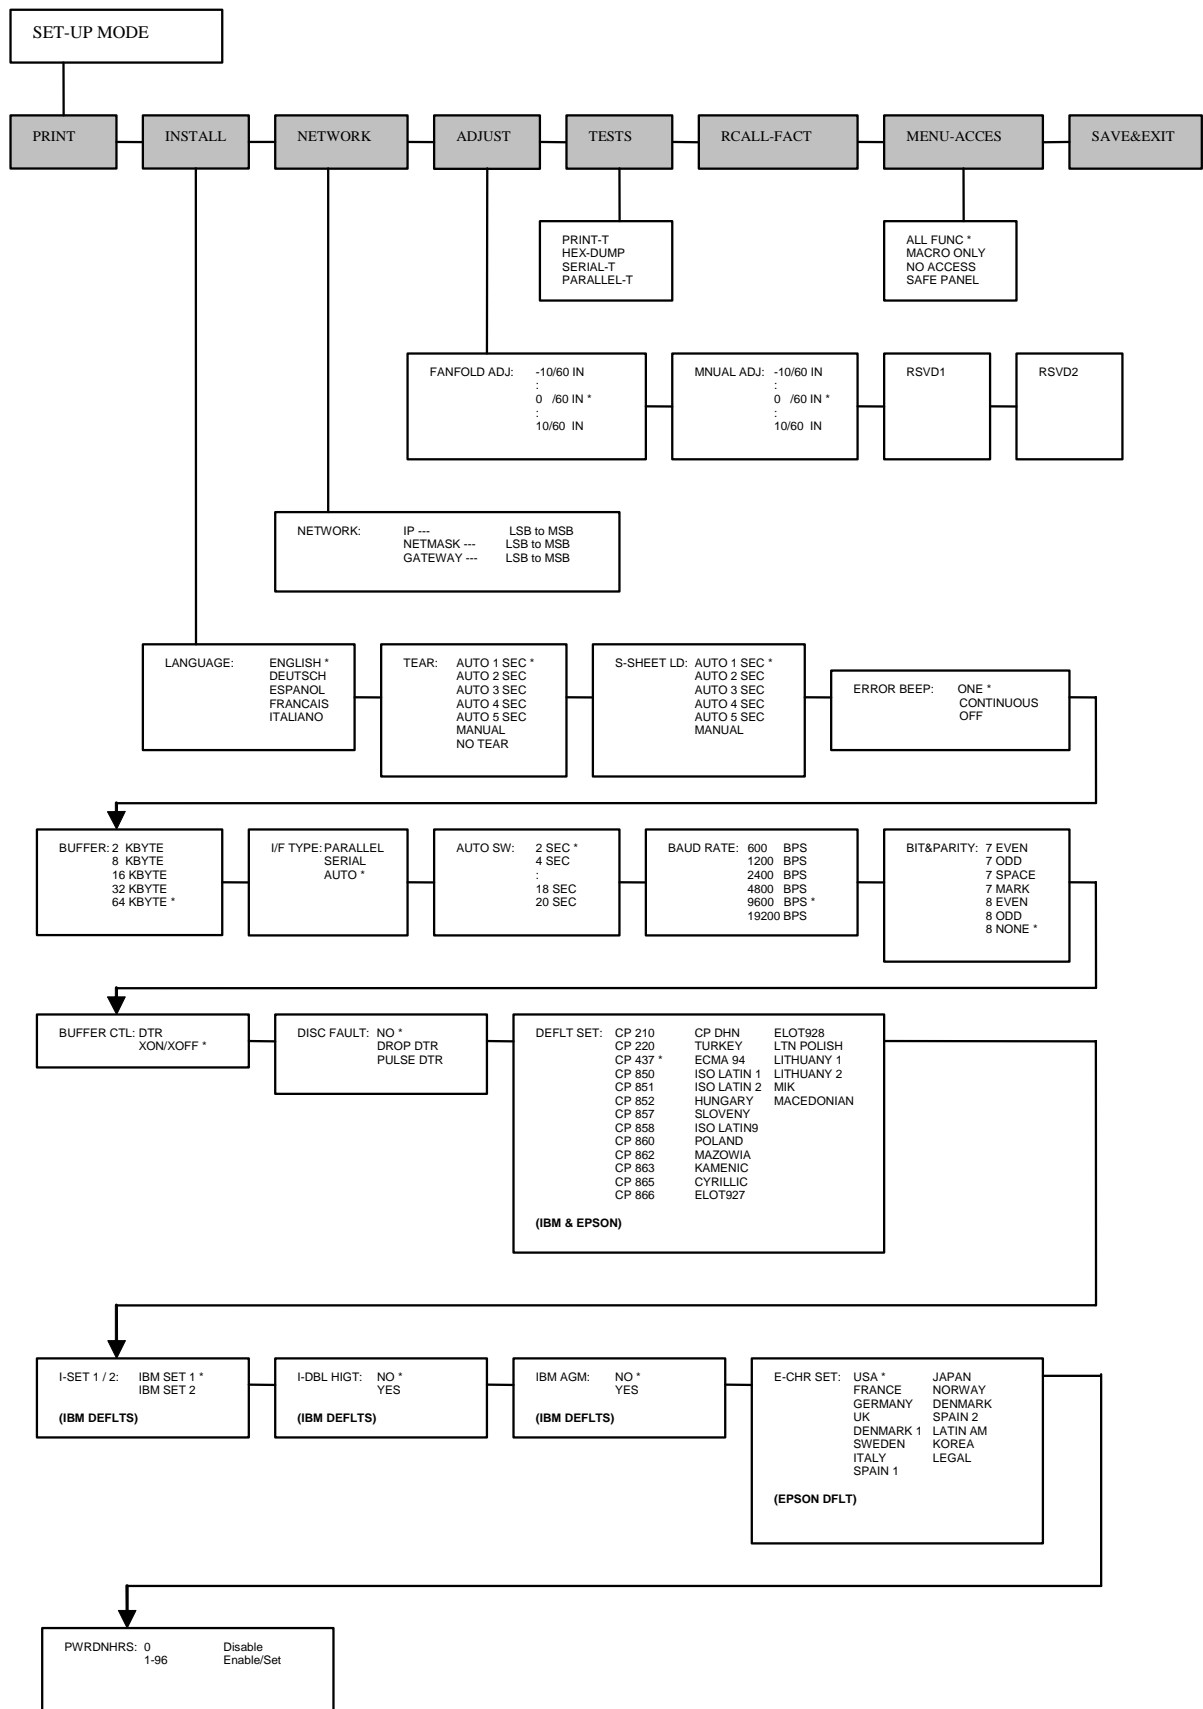 SET-UP MODE
PRINT
INSTALL
NETWORK
ADJUST
TESTS
RCALL-FACT
MENU-ACCES
SAVE&EXIT
PRINT-T
HEX-DUMP
SERIAL-T
PARALLEL-T
ALL FUNC *
MACRO ONLY
NO ACCESS
SAFE PANEL
FANFOLD ADJ: -10/60 IN
:
0 /60 IN *
:
10/60 IN
MNUAL ADJ: -10/60 IN
:
0 /60 IN *
:
10/60 IN
RSVD1
RSVD2
NETWORK: IP --- LSB to MSB
NETMASK --- LSB to MSB
GATEWAY --- LSB to MSB
LANGUAGE: ENGLISH *
DEUTSCH
ESPANOL
FRANCAIS
ITALIANO
TEAR: AUTO 1 SEC *
AUTO 2 SEC
AUTO 3 SEC
AUTO 4 SEC
AUTO 5 SEC
MANUAL
NO TEAR
S-SHEET LD: AUTO 1 SEC *
AUTO 2 SEC
AUTO 3 SEC
AUTO 4 SEC
AUTO 5 SEC
MANUAL
ERROR BEEP: ONE *
CONTINUOUS
OFF
BUFFER: 2 KBYTE
8 KBYTE
16 KBYTE
32 KBYTE
64 KBYTE *
I/F TYPE: PARALLEL
SERIAL
AUTO *
AUTO SW: 2 SEC *
4 SEC
:
18 SEC
20 SEC
BAUD RATE: 600 BPS
1200 BPS
2400 BPS
4800 BPS
9600 BPS *
19200 BPS
BIT&PARITY: 7 EVEN
7 ODD
7 SPACE
7 MARK
8 EVEN
8 ODD
8 NONE *
BUFFER CTL: DTR
XON/XOFF *
DISC FAULT: NO *
DROP DTR
PULSE DTR
DEFLT SET: CP 210 CP DHN ELOT928
CP 220 TURKEY LTN POLISH
CP 437 * ECMA 94 LITHUANY 1
CP 850 ISO LATIN 1 LITHUANY 2
CP 851 ISO LATIN 2 MIK
CP 852 HUNGARY MACEDONIAN
CP 857 SLOVENY
CP 858 ISO LATIN9
CP 860 POLAND
CP 862 MAZOWIA
CP 863 KAMENIC
CP 865 CYRILLIC
CP 866 ELOT927
(IBM & EPSON)
I-SET 1 / 2: IBM SET 1 *
IBM SET 2
(IBM DEFLTS)
I-DBL HIGT: NO *
YES
(IBM DEFLTS)
IBM AGM: NO *
YES
(IBM DEFLTS)
E-CHR SET: USA * JAPAN
FRANCE NORWAY
GERMANY DENMARK
UK SPAIN 2
DENMARK 1 LATIN AM
SWEDEN KOREA
ITALY LEGAL
SPAIN 1
(EPSON DFLT)
PWRDNHRS: 0 Disable
1-96 Enable/Set